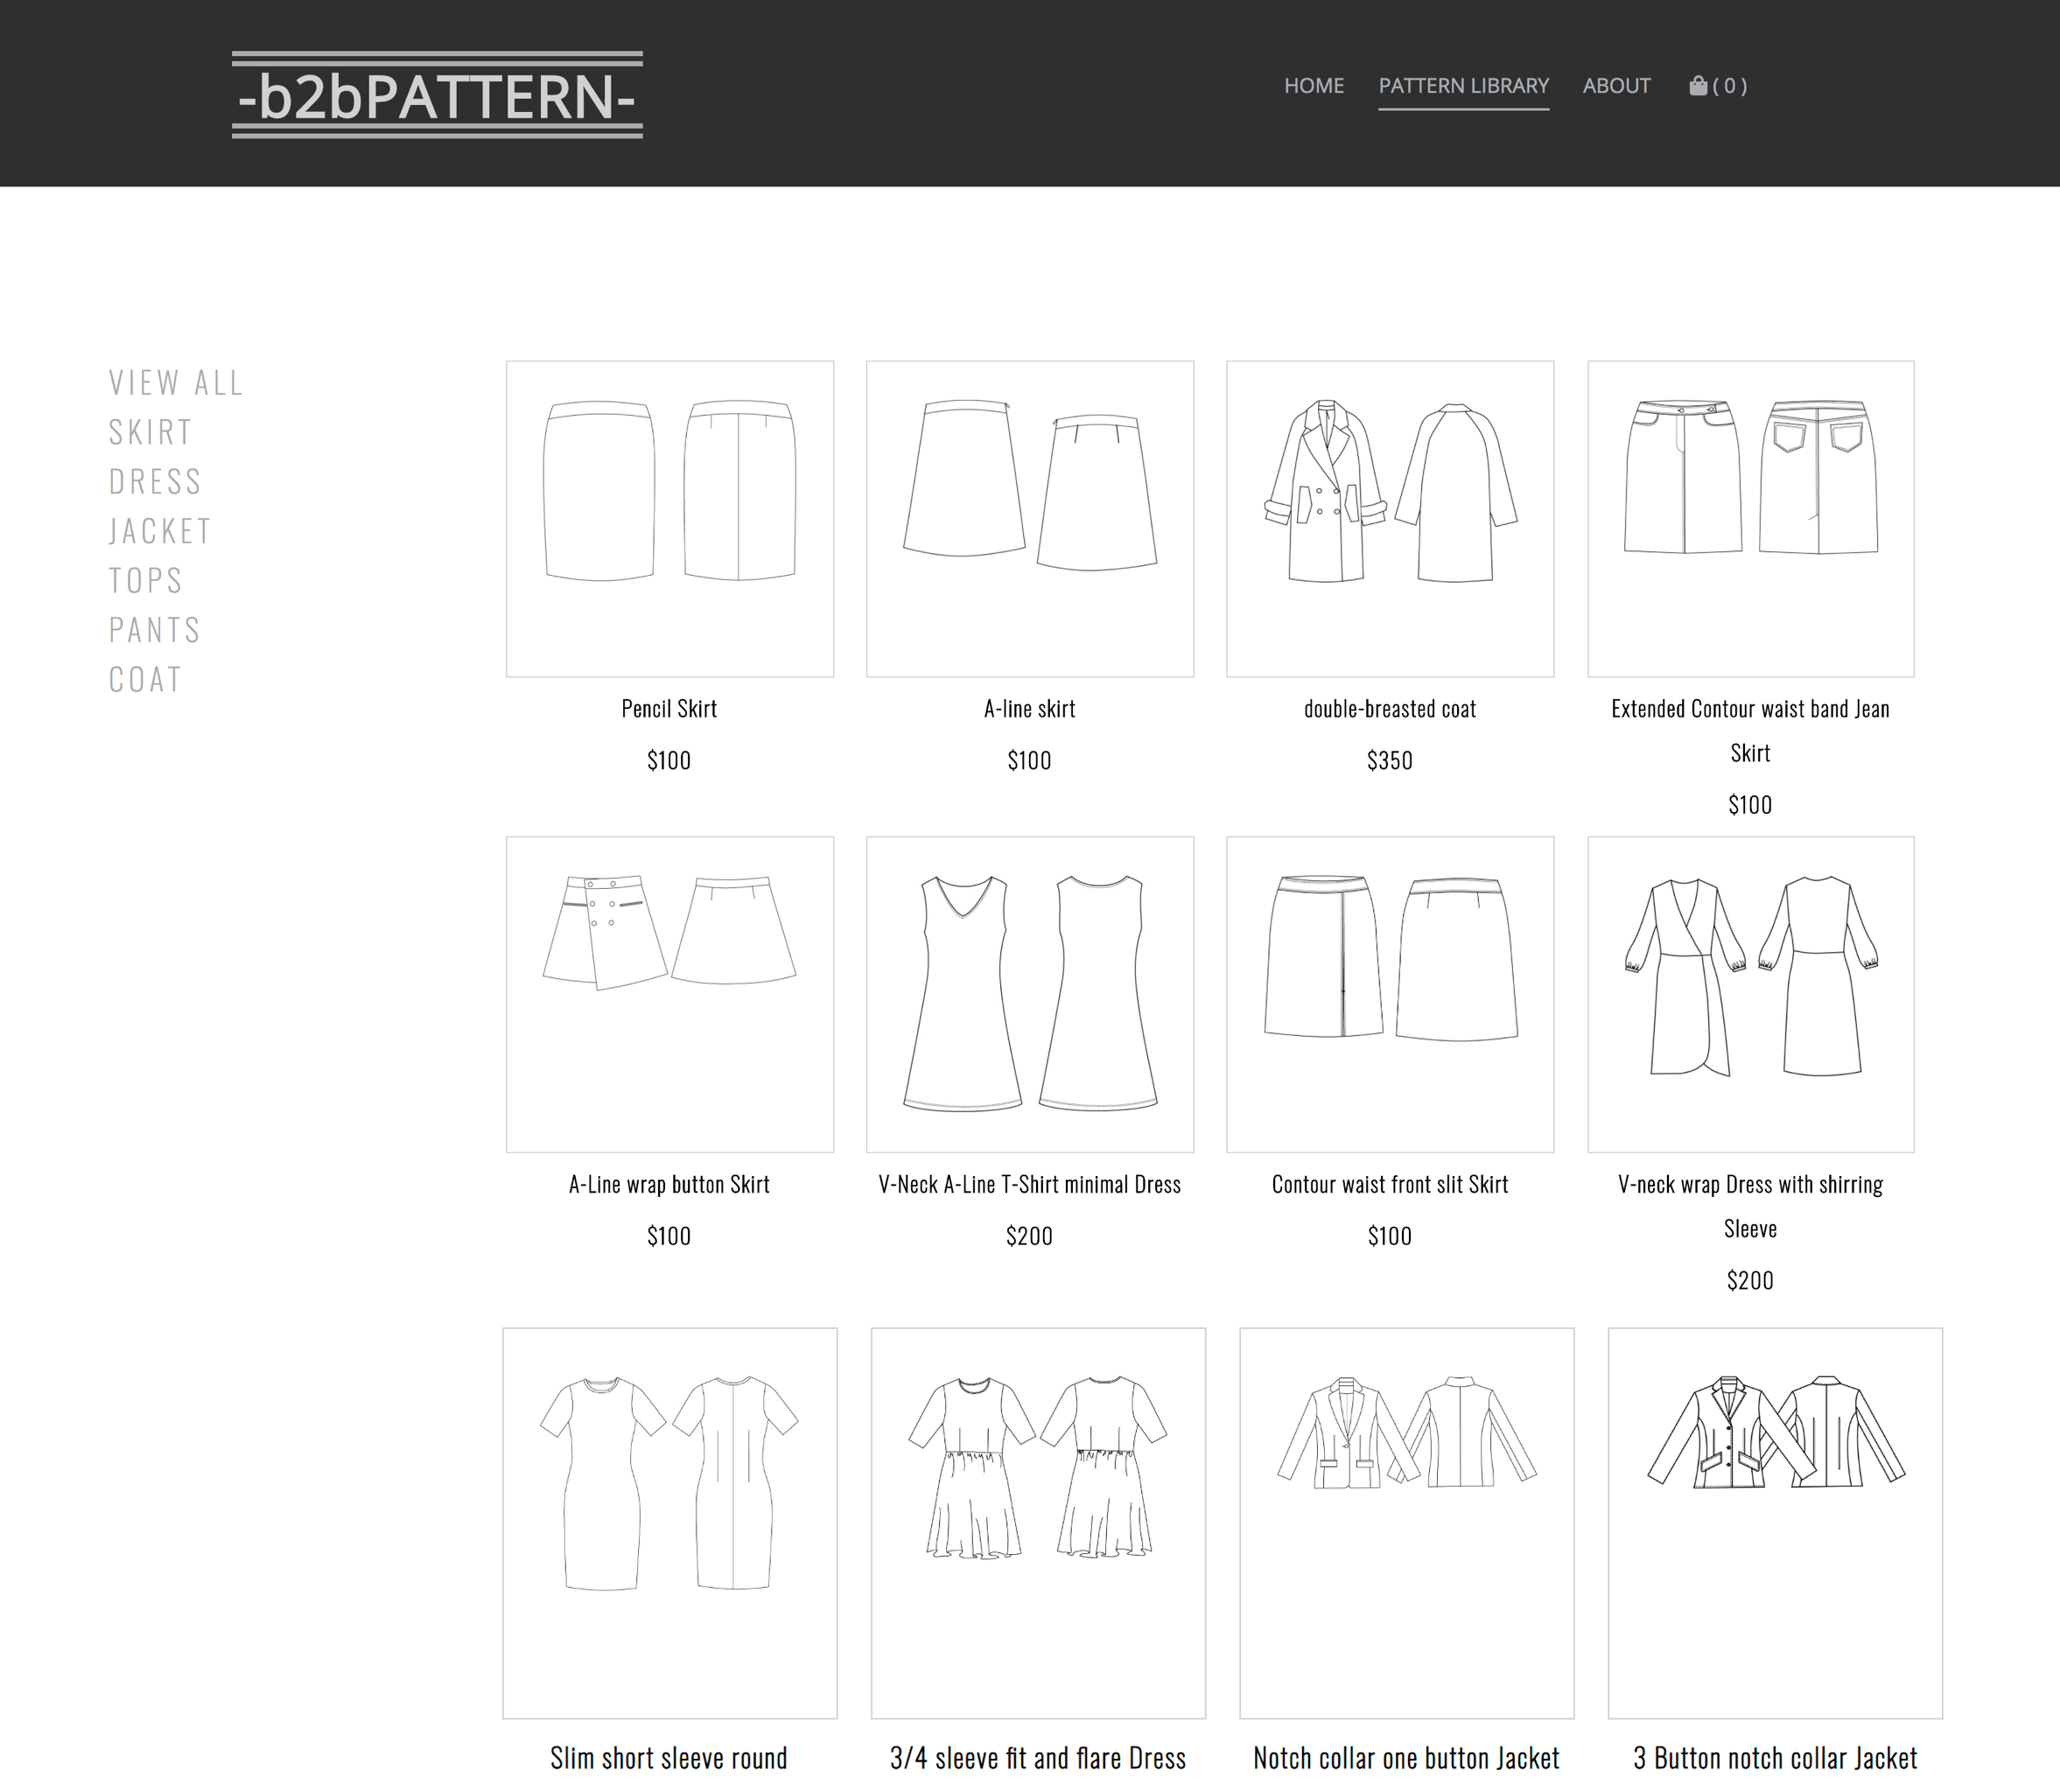 -b2bPATTERN-
HOME PATTERN LIBRARY ABOUT ( 0 )
VIEW ALL
SKIRT
DRESS
JACKET
TOPS
PANTS
COAT
Pencil Skirt
$100
A-line skirt
$100
double-breasted coat
$350
Extended Contour waist band Jean
Skirt
$100
A-Line wrap button Skirt
$100
V-Neck A-Line T-Shirt minimal Dress
$200
Contour waist front slit Skirt
$100
V-neck wrap Dress with shirring
Sleeve
$200
Slim short sleeve round
3/4 sleeve fit and flare Dress
Notch collar one button Jacket
3 Button notch collar Jacket